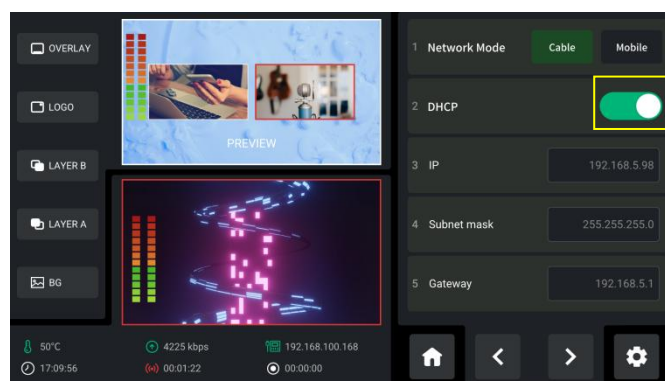 OVERLAY
LOGO
LAYER B
LAYER A
BG
PREVIEW
50°C
4225 kbps
192.168.100.168
17:09:56
00:01:22
00:00:00
1 Network Mode Cable Mobile
2 DHCP
3 IP 192.168.5.98
4 Subnet mask 255.255.255.0
5 Gateway 192.168.5.1